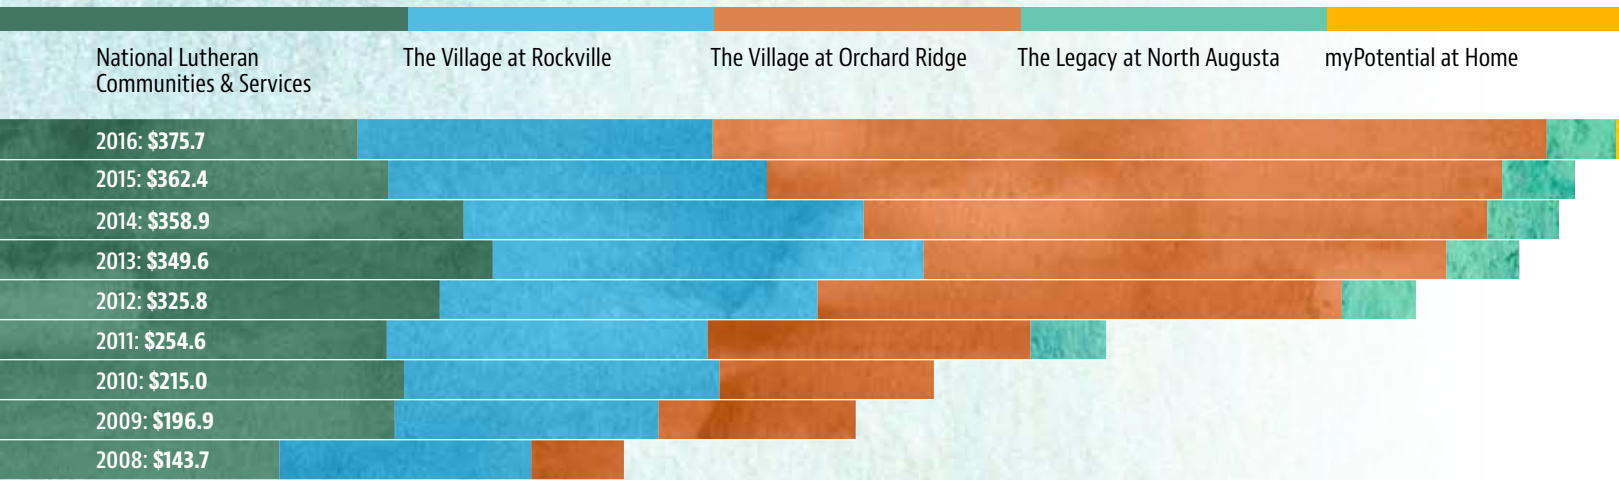 National Lutheran
Communities & Services
The Village at Rockville
The Village at Orchard Ridge
The Legacy at North Augusta
myPotential at Home
2016: $375.7
2015: $362.4
2014: $358.9
2013: $349.6
2012: $325.8
2011: $254.6
2010: $215.0
2009: $196.9
2008: $143.7